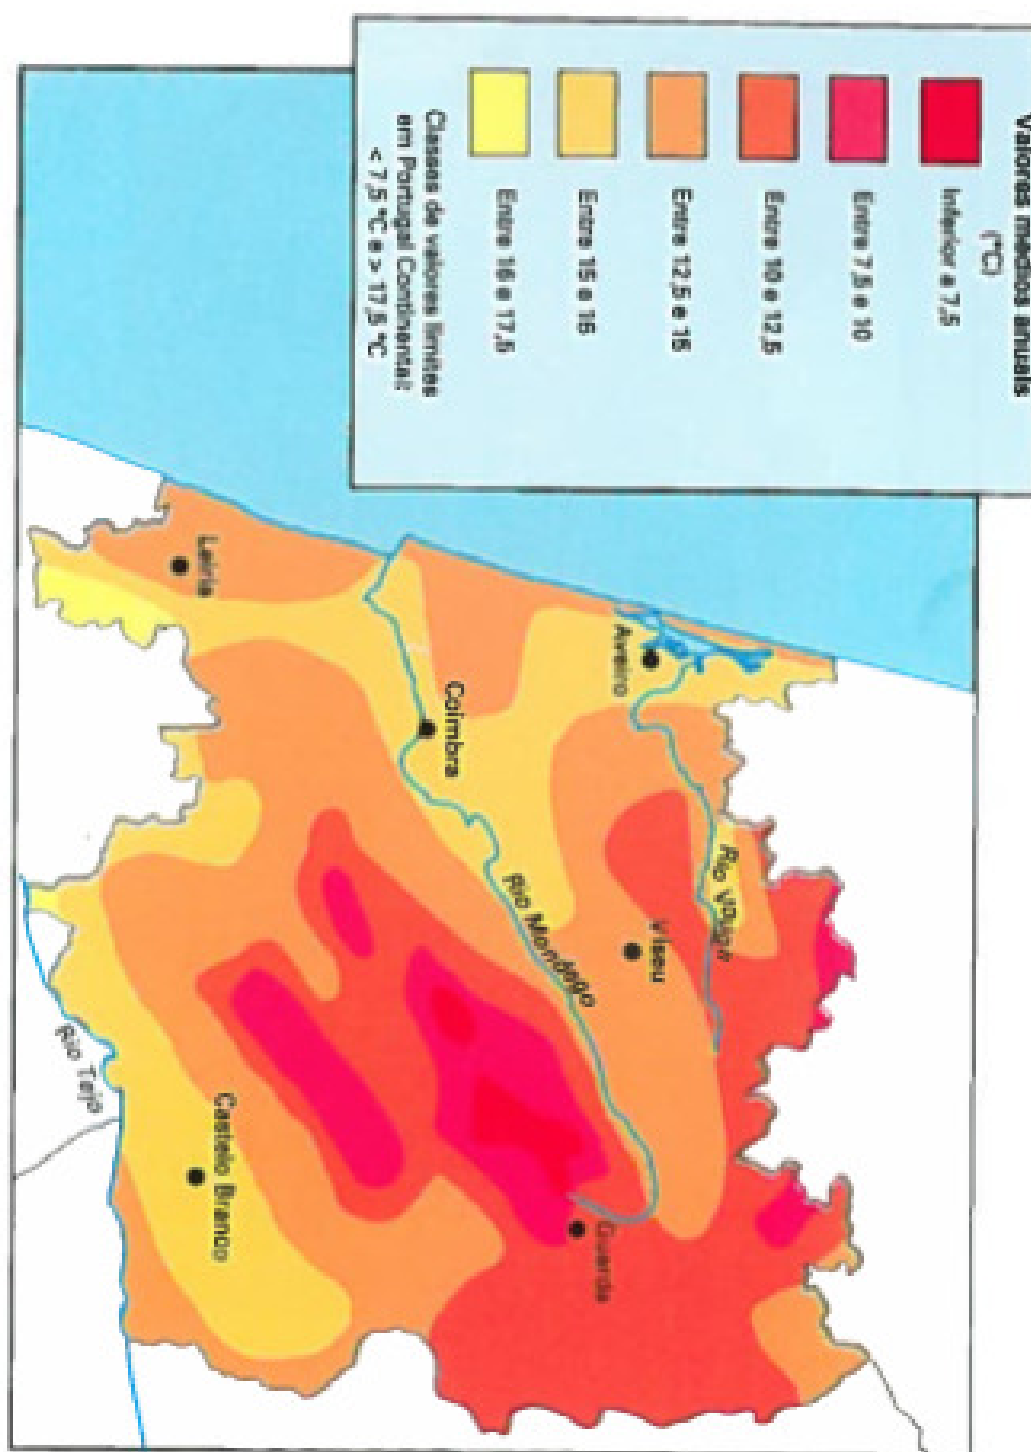 Valores médios anuais
(°C)
Inferior a 7,5
Entre 7,5 e 10
Entre 10 e 12,5
Entre 12,5 e 15
Entre 15 e 16
Entre 16 e 17,5
Classes de valores limites
em Portugal Continental:
< 7,5 °C e > 17,5 °C
Aveiro
Rio Vouga
Viseu
Guarda
Rio Mondego
Coimbra
Leiria
Castelo Branco
Rio Tejo